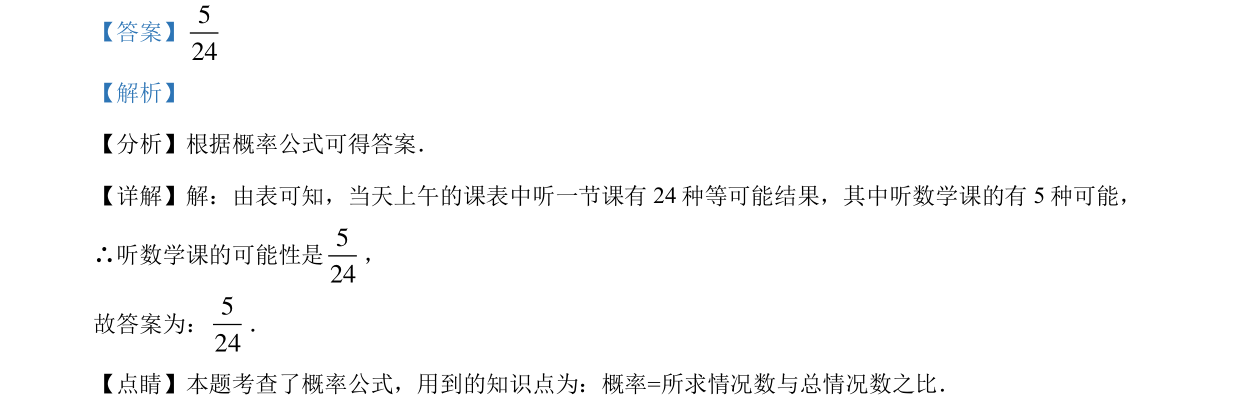 【答案】5/24
【解析】
【分析】根据概率公式可得答案．
【详解】解：由表可知，当天上午的课表中听一节课有 24 种等可能结果，其中听数学课的有 5 种可能，
∴听数学课的可能性是5/24，
故答案为：5/24．
【点睛】本题考查了概率公式，用到的知识点为：概率=所求情况数与总情况数之比．